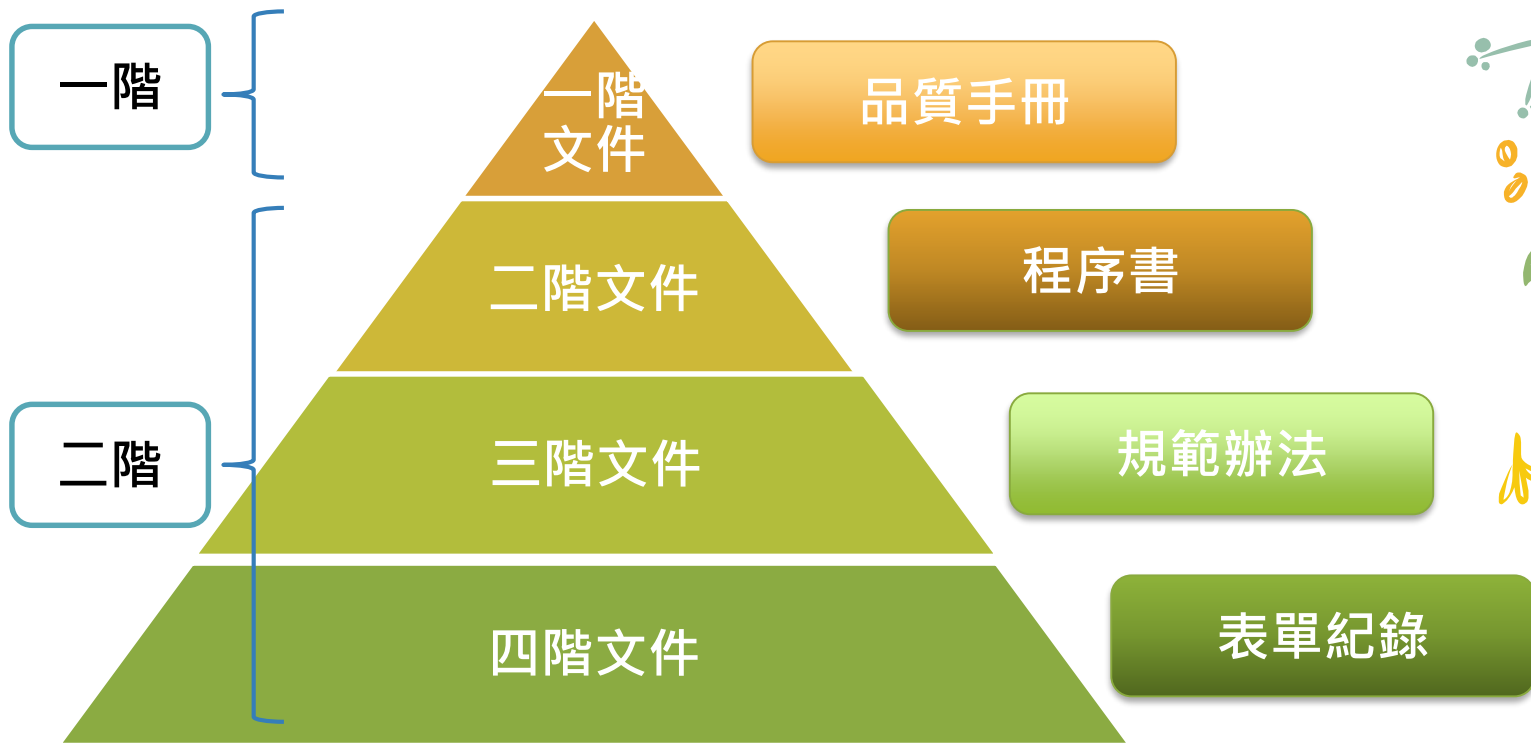 一階
一階
文件
品質手冊
二階文件
程序書
二階
三階文件
規範辦法
四階文件
表單紀錄